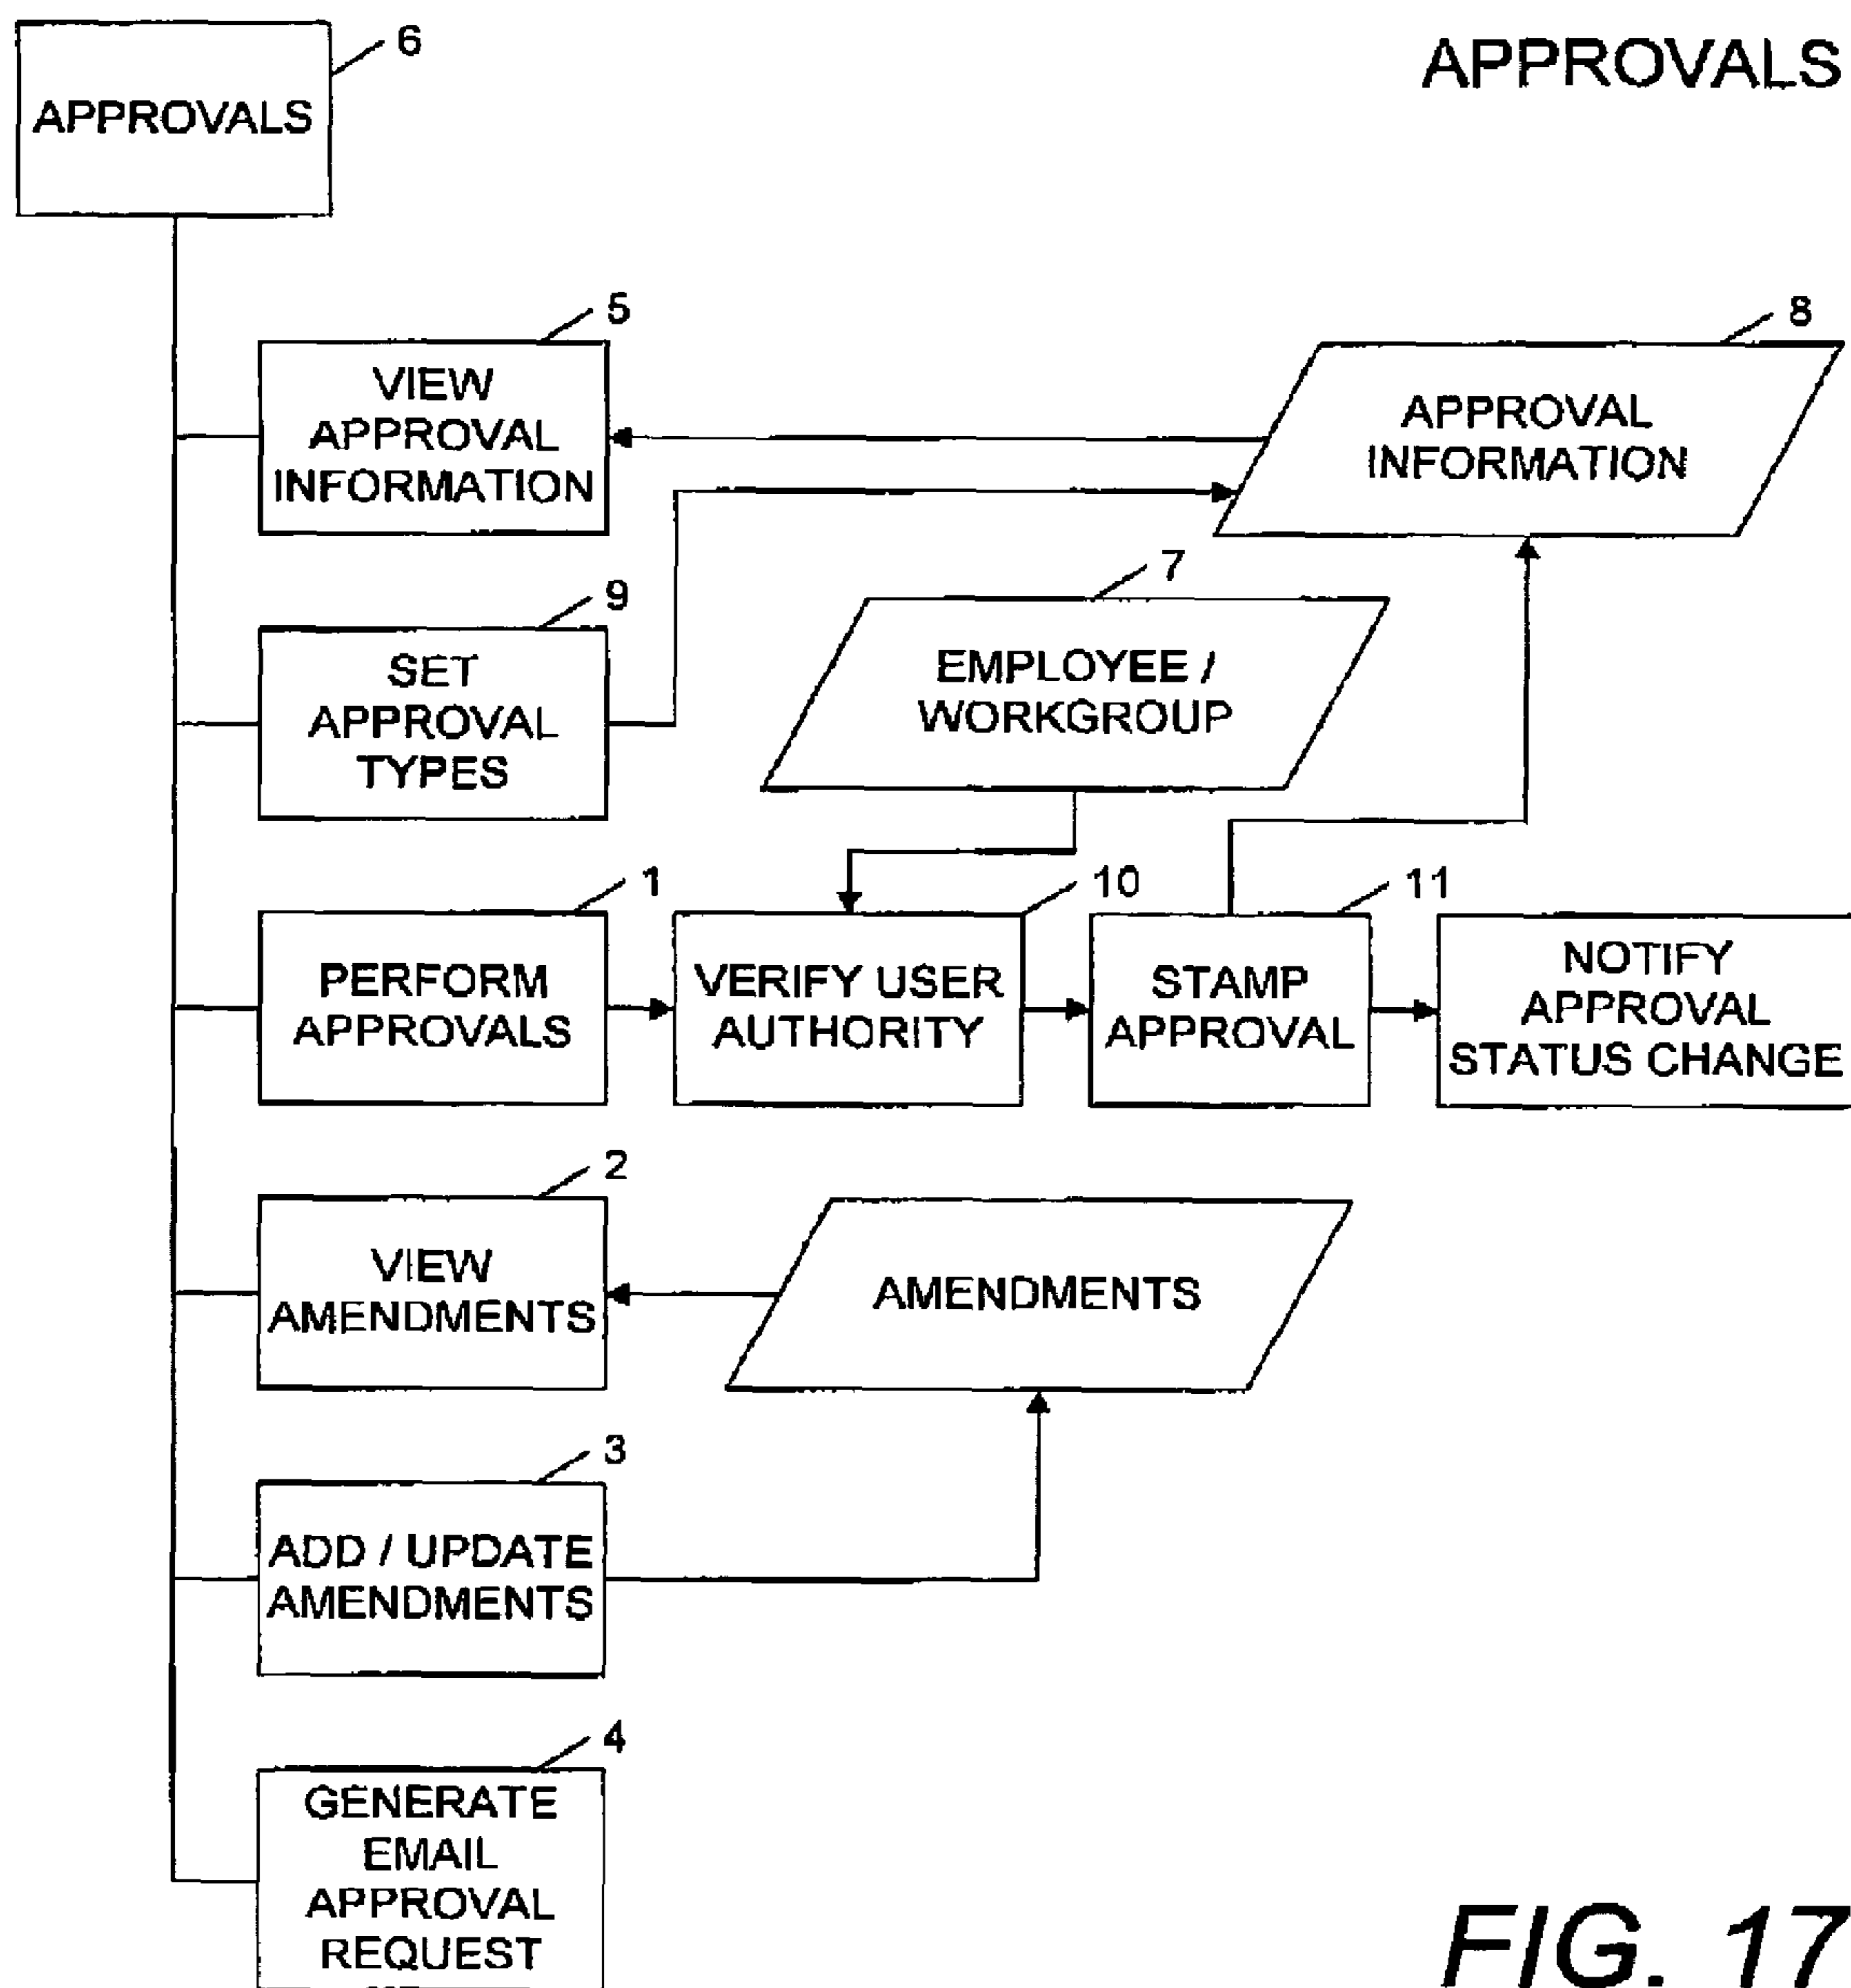 APPROVALS
6
APPROVALS
5
VIEW
APPROVAL
INFORMATION
8
APPROVAL
INFORMATION
9
SET
APPROVAL
TYPES
7
EMPLOYEE /
WORKGROUP
1
PERFORM
APPROVALS
10
VERIFY USER
AUTHORITY
11
STAMP
APPROVAL
NOTIFY
APPROVAL
STATUS CHANGE
2
VIEW
AMENDMENTS
AMENDMENTS
3
ADD / UPDATE
AMENDMENTS
4
GENERATE
EMAIL
APPROVAL
REQUEST
FIG. 17